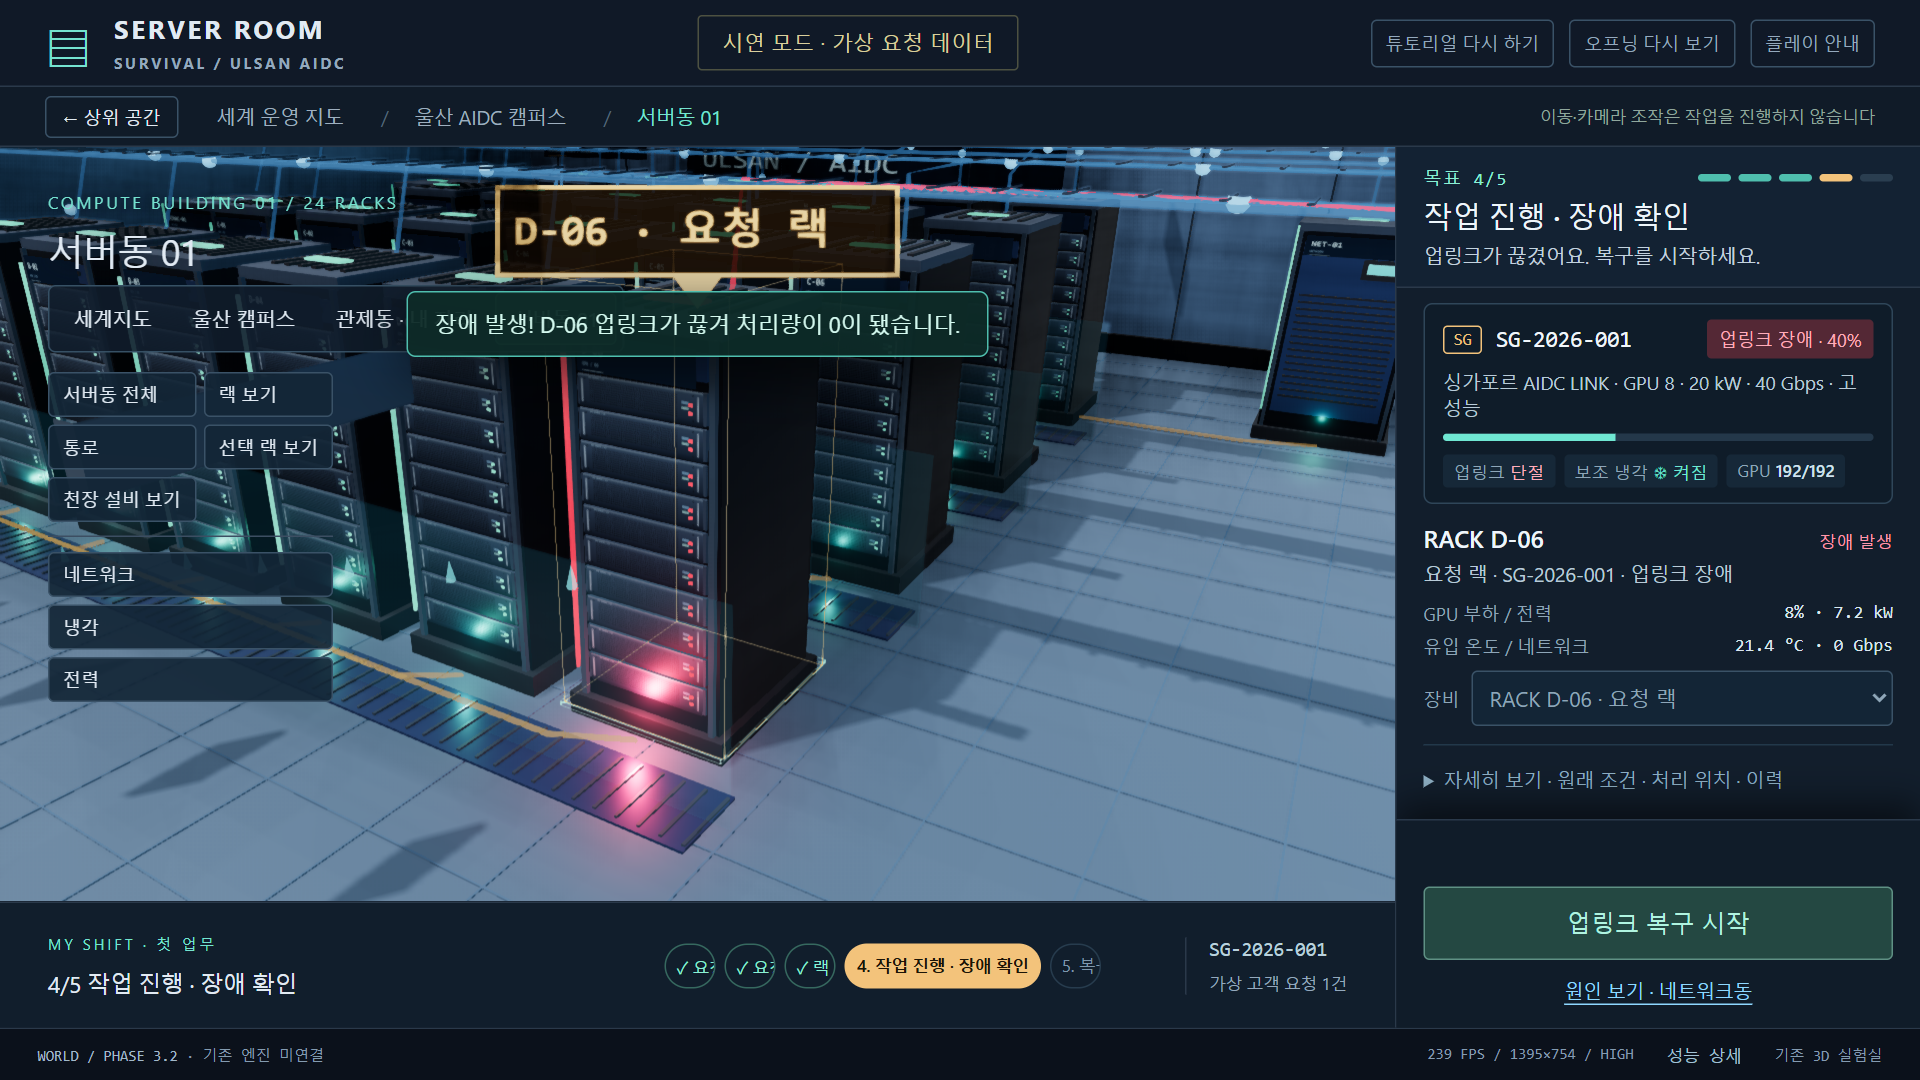 SERVER ROOM
SURVIVAL / ULSAN AIDC
시연 모드 · 가상 요청 데이터
튜토리얼 다시 하기
오프닝 다시 보기
플레이 안내
← 상위 공간
세계 운영 지도 / 울산 AIDC 캠퍼스 / 서버동 01
이동·카메라 조작은 작업을 진행하지 않습니다
ULSAN / AIDC
COMPUTE BUILDING 01 / 24 RACKS
서버동 01
D-06 · 요청 랙
NET-01
C-06
세계지도
울산 캠퍼스
관제동 ·
장애 발생! D-06 업링크가 끊겨 처리량이 0이 됐습니다.
서버동 전체
랙 보기
통로
선택 랙 보기
천장 설비 보기
네트워크
냉각
전력
목표 4/5
작업 진행 · 장애 확인
업링크가 끊겼어요. 복구를 시작하세요.
SG
SG-2026-001
업링크 장애 · 40%
싱가포르 AIDC LINK · GPU 8 · 20 kW · 40 Gbps · 고
성능
업링크 단절
보조 냉각 ❄ 켜짐
GPU 192/192
RACK D-06
장애 발생
요청 랙 · SG-2026-001 · 업링크 장애
GPU 부하 / 전력
8% · 7.2 kW
유입 온도 / 네트워크
21.4 °C · 0 Gbps
장비
RACK D-06 · 요청 랙
▶ 자세히 보기 · 원래 조건 · 처리 위치 · 이력
업링크 복구 시작
원인 보기 · 네트워크동
MY SHIFT · 첫 업무
4/5 작업 진행 · 장애 확인
✓ 요
✓ 요
✓ 랙
4. 작업 진행 · 장애 확인
5. 복
SG-2026-001
가상 고객 요청 1건
WORLD / PHASE 3.2 · 기존 엔진 미연결
239 FPS / 1395×754 / HIGH
성능 상세
기존 3D 실험실